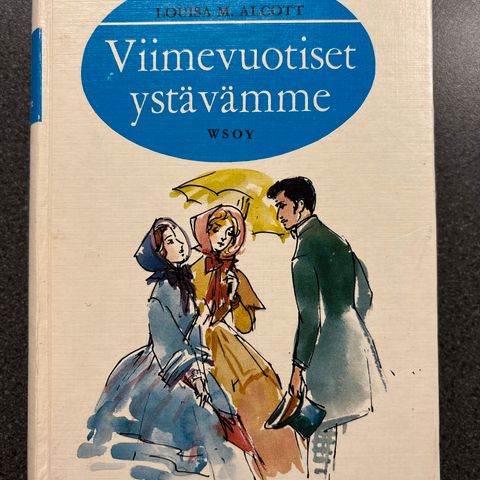 LOUISA M. ALCOTT
Viimevuotiset
ystävämme
WSOY